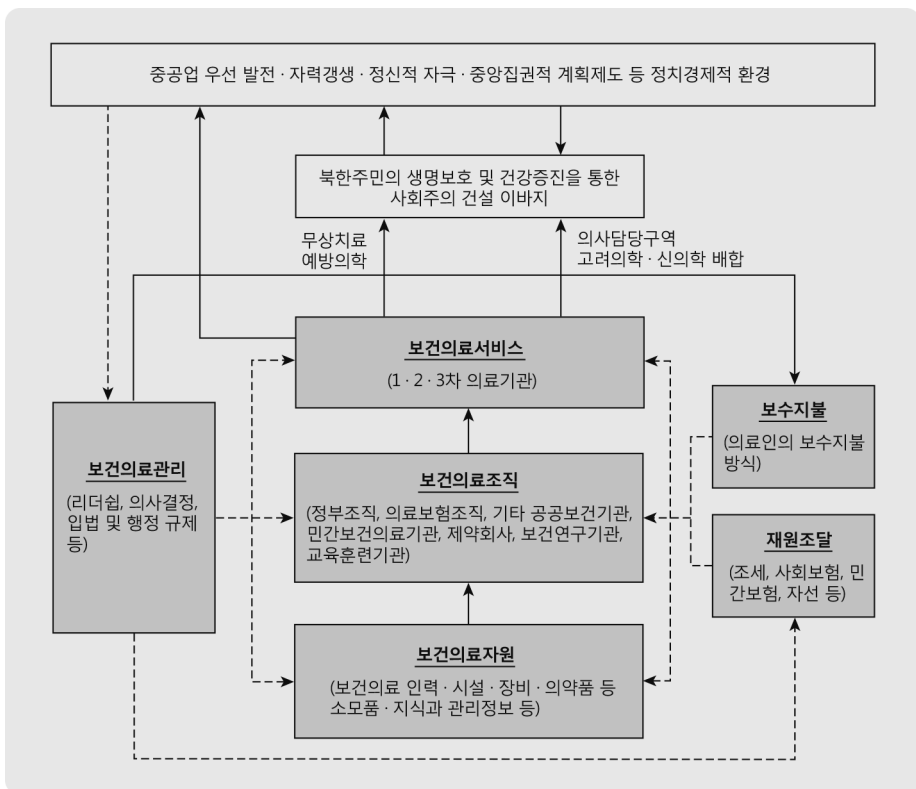 중공업 우선 발전 · 자력갱생 · 정신적 자극 · 중앙집권적 계획제도 등 정치경제적 환경
북한주민의 생명보호 및 건강증진을 통한
사회주의 건설 이바지
무상치료
예방의학
의사담당구역
고려의학 · 신의학 배합
보건의료서비스
(1 · 2 · 3차 의료기관)
보건의료관리
(리더쉽, 의사결정,
입법 및 행정 규제
등)
보건의료조직
(정부조직, 의료보험조직, 기타 공공보건기관,
민간보건의료기관, 제약회사, 보건연구기관,
교육훈련기관)
보건의료자원
(보건의료 인력 · 시설 · 장비 · 의약품 등
소모품 · 지식과 관리정보 등)
보수지불
(의료인의 보수지불
방식)
재원조달
(조세, 사회보험, 민
간보험, 자선 등)